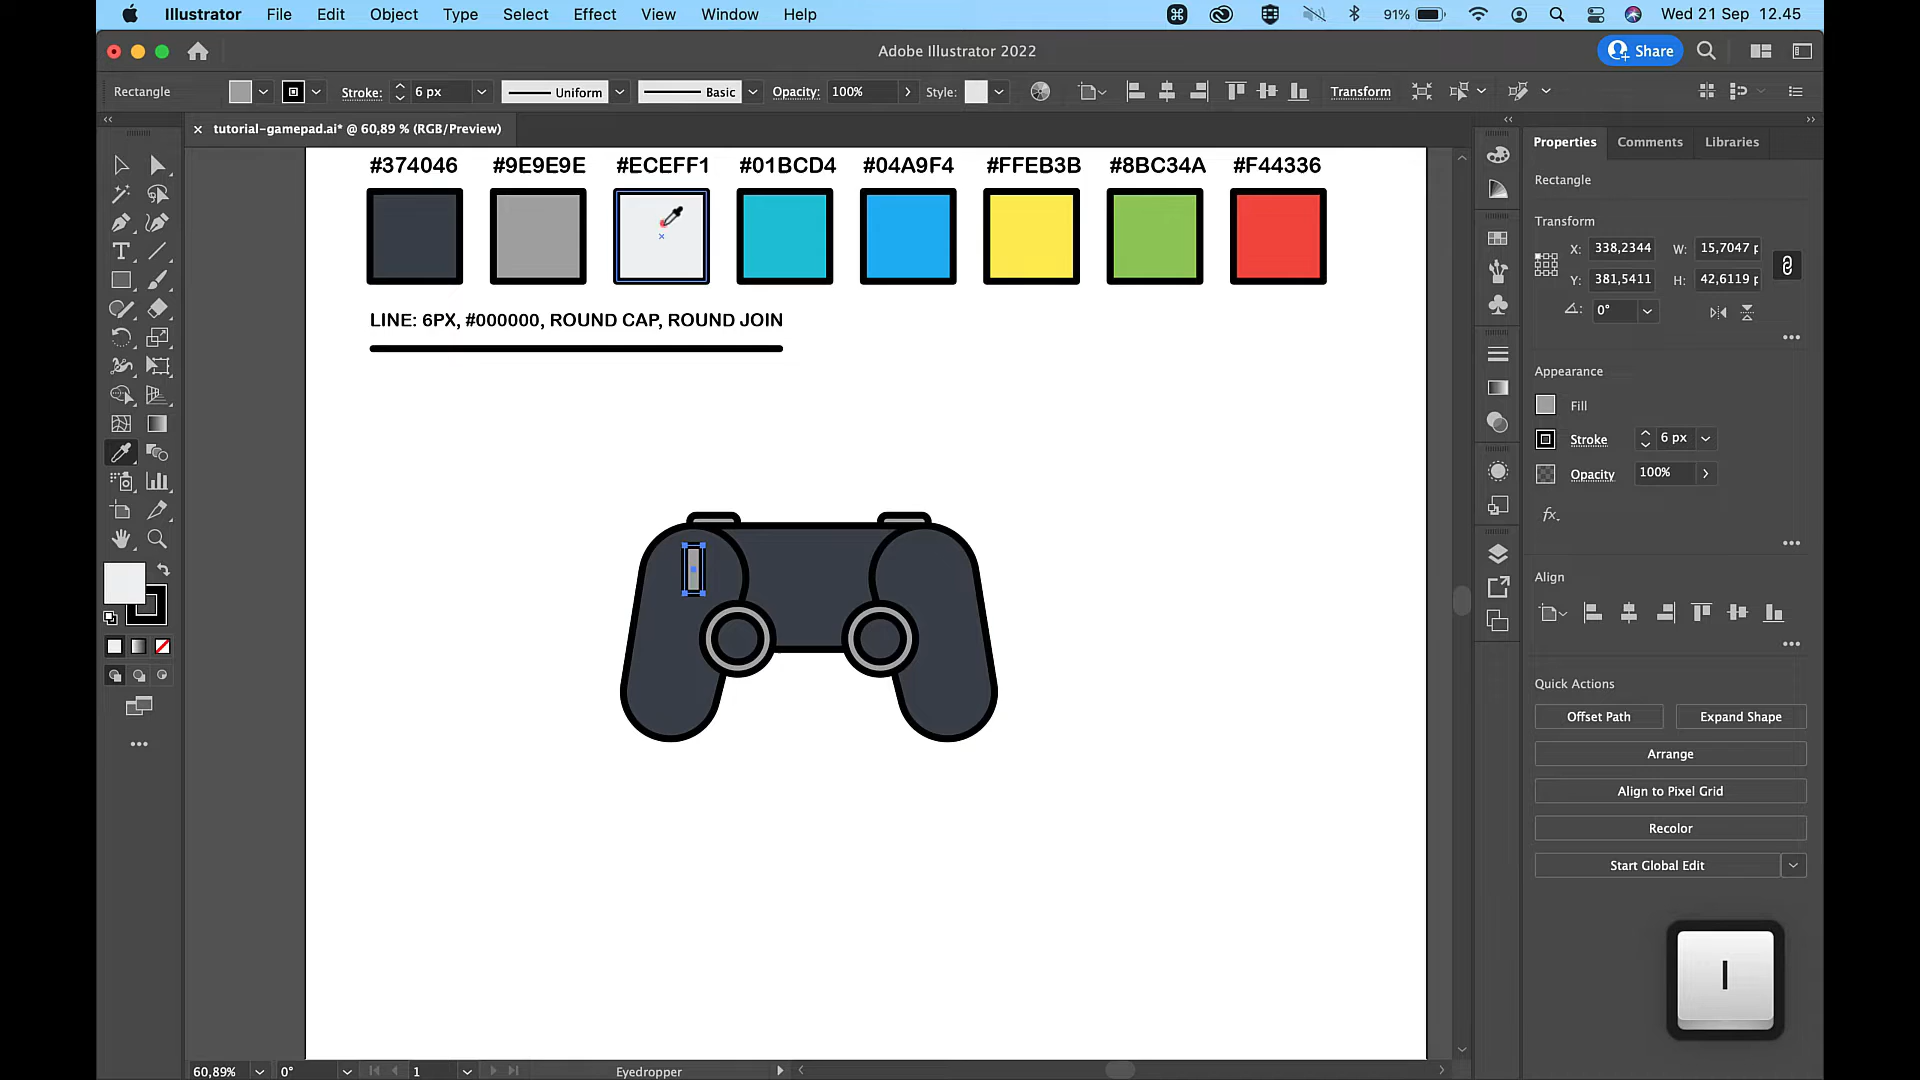 Illustrator File Edit Object Type Select Effect View Window Help 91% Wed 21 Sep 12.45
Adobe Illustrator 2022 Share
Rectangle Stroke: 6 px Uniform Basic Opacity: 100% Style: Transform
tutorial-gamepad.ai* @ 60,89 % (RGB/Preview)
Properties Comments Libraries
#374046 #9E9E9E #ECEFF1 #01BCD4 #04A9F4 #FFEB3B #8BC34A #F44336
LINE: 6PX, #000000, ROUND CAP, ROUND JOIN
Rectangle
Transform
X: 338,2344 W: 15,7047 p
Y: 381,5411 H: 42,6119 p
0°
Appearance
Fill
Stroke 6 px
Opacity 100%
fx
Align
Quick Actions
Offset Path Expand Shape
Arrange
Align to Pixel Grid
Recolor
Start Global Edit
I
60,89% 0° 1 Eyedropper